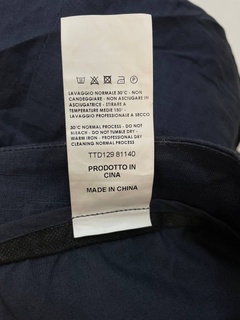 LAVAGGIO NORMALE 30°C - NON
CANDEGGIARE - NON ASCIUGARE IN
ASCIUGATRICE - STIRARE A
TEMPERATURE MEDIE 150° -
LAVAGGIO PROFESSIONALE A SECCO
30°C NORMAL PROCESS - DO NOT
BLEACH - DO NOT TUMBLE DRY -
WARM IRON - PROFESSIONAL DRY
CLEANING NORMAL PROCESS
TTD129 81140
PRODOTTO IN
CINA
MADE IN CHINA